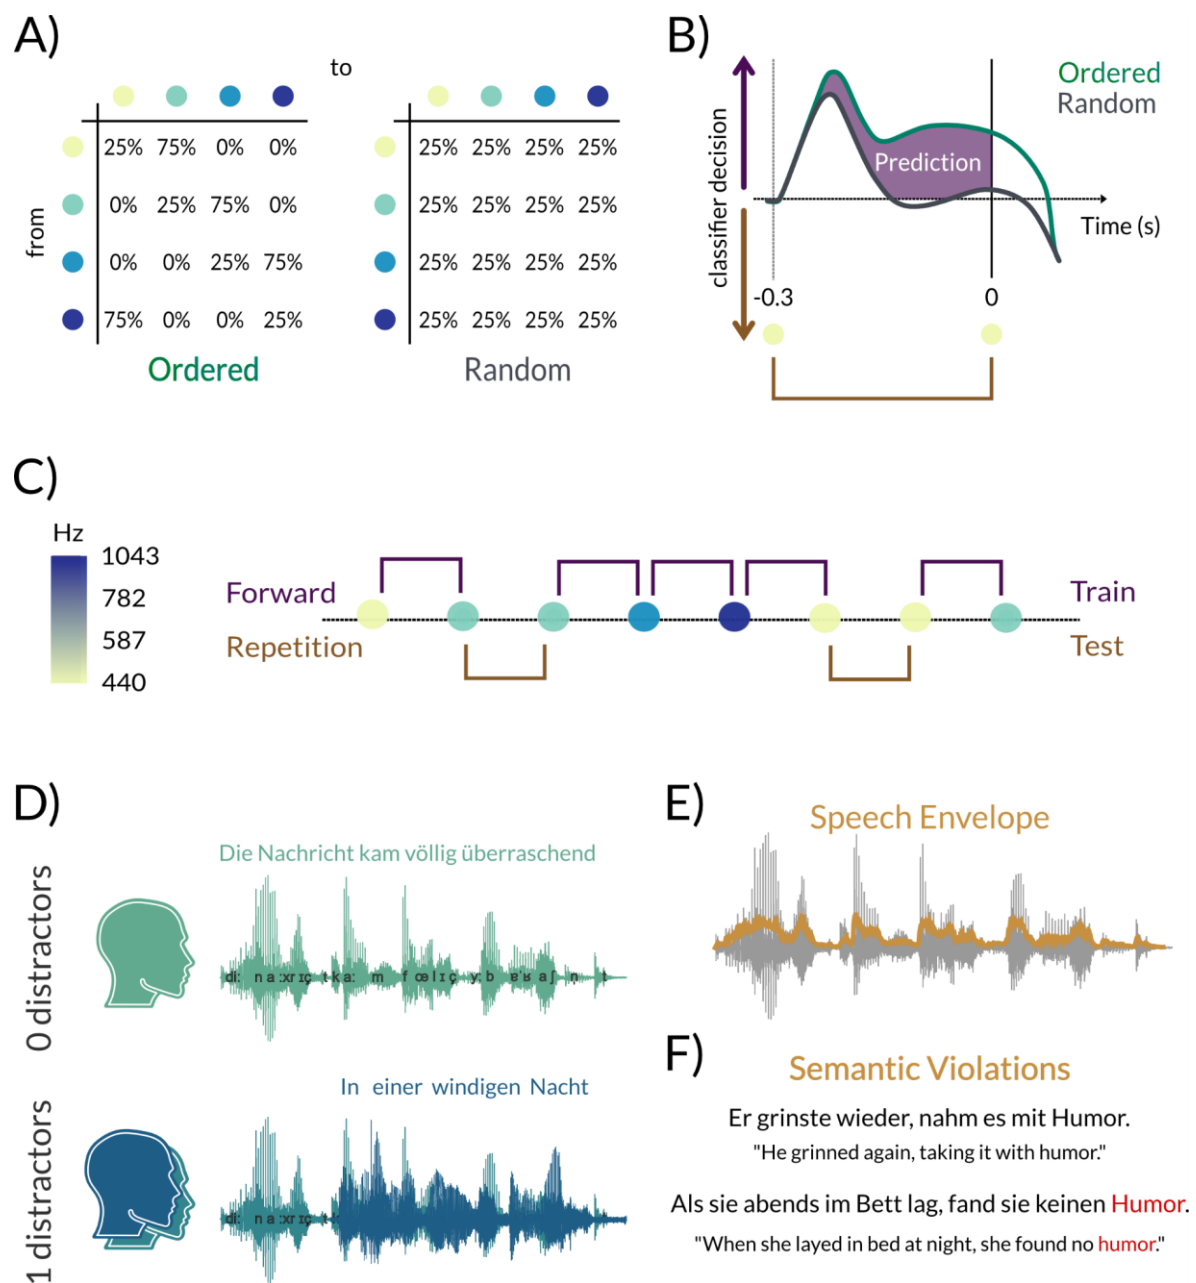 A)
to
from
25% 75% 0% 0%
0% 25% 75% 0%
0% 0% 25% 75%
75% 0% 0% 25%
Ordered
25% 25% 25% 25%
25% 25% 25% 25%
25% 25% 25% 25%
25% 25% 25% 25%
Random
B)
classifier decision
Ordered
Random
Prediction
Time (s)
-0.3
0
C)
Hz
1043
782
587
440
Forward
Repetition
Train
Test
D)
0 distractors
Die Nachricht kam völlig überraschend
1 distractors
In einer windigen Nacht
E)
Speech Envelope
F)
Semantic Violations
Er grinste wieder, nahm es mit Humor.
"He grinned again, taking it with humor."
Als sie abends im Bett lag, fand sie keinen Humor.
"When she layed in bed at night, she found no humor."